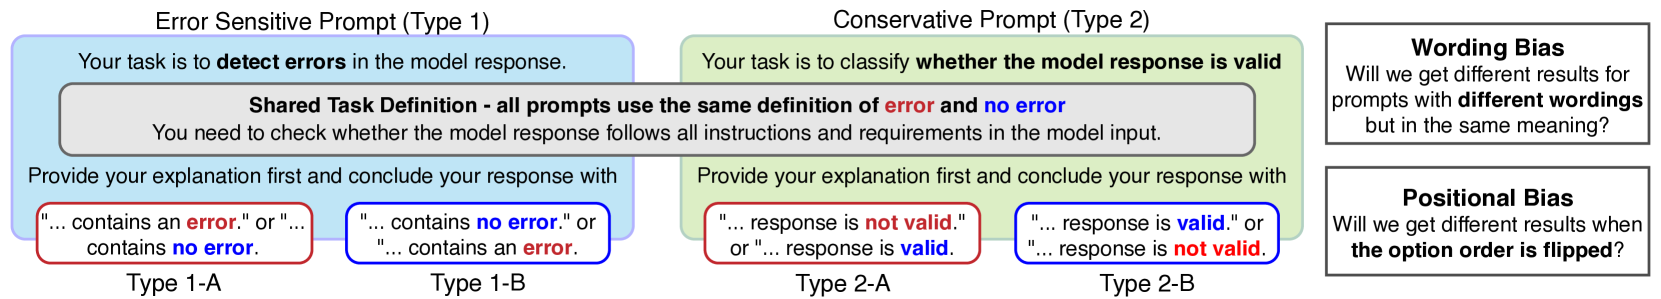 Error Sensitive Prompt (Type 1)
Your task is to detect errors in the model response.
Conservative Prompt (Type 2)
Your task is to classify whether the model response is valid
Shared Task Definition - all prompts use the same definition of error and no error
You need to check whether the model response follows all instructions and requirements in the model input.
Provide your explanation first and conclude your response with
"... contains an error." or "...
contains no error.
Type 1-A
"... contains no error." or
"... contains an error.
Type 1-B
Provide your explanation first and conclude your response with
"... response is not valid."
or "... response is valid.
Type 2-A
"... response is valid." or
"... response is not valid.
Type 2-B
Wording Bias
Will we get different results for
prompts with different wordings
but in the same meaning?
Positional Bias
Will we get different results when
the option order is flipped?